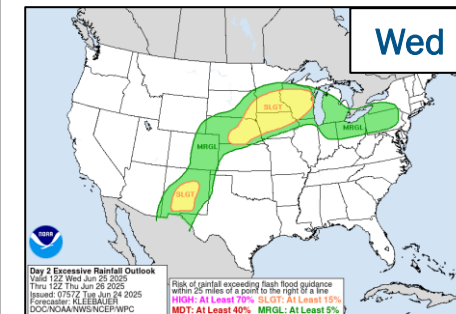 Wed
SLGT
MRGL
MRGL
SLGT
NOAA
Day 2 Excessive Rainfall Outlook
Valid 12Z Wed Jun 25 2025
Thru 12Z Thu Jun 26 2025
Issued: 0757Z Tue Jun 24 2025
Forecaster: KLEEBAUER
DOC/NOAA/NWS/NCEP/WPC
Risk of rainfall exceeding flash flood guidance
within 25 miles of a point to the right of a line
HIGH: At Least 70% SLGT: At Least 15%
MDT: At Least 40% MRGL: At Least 5%